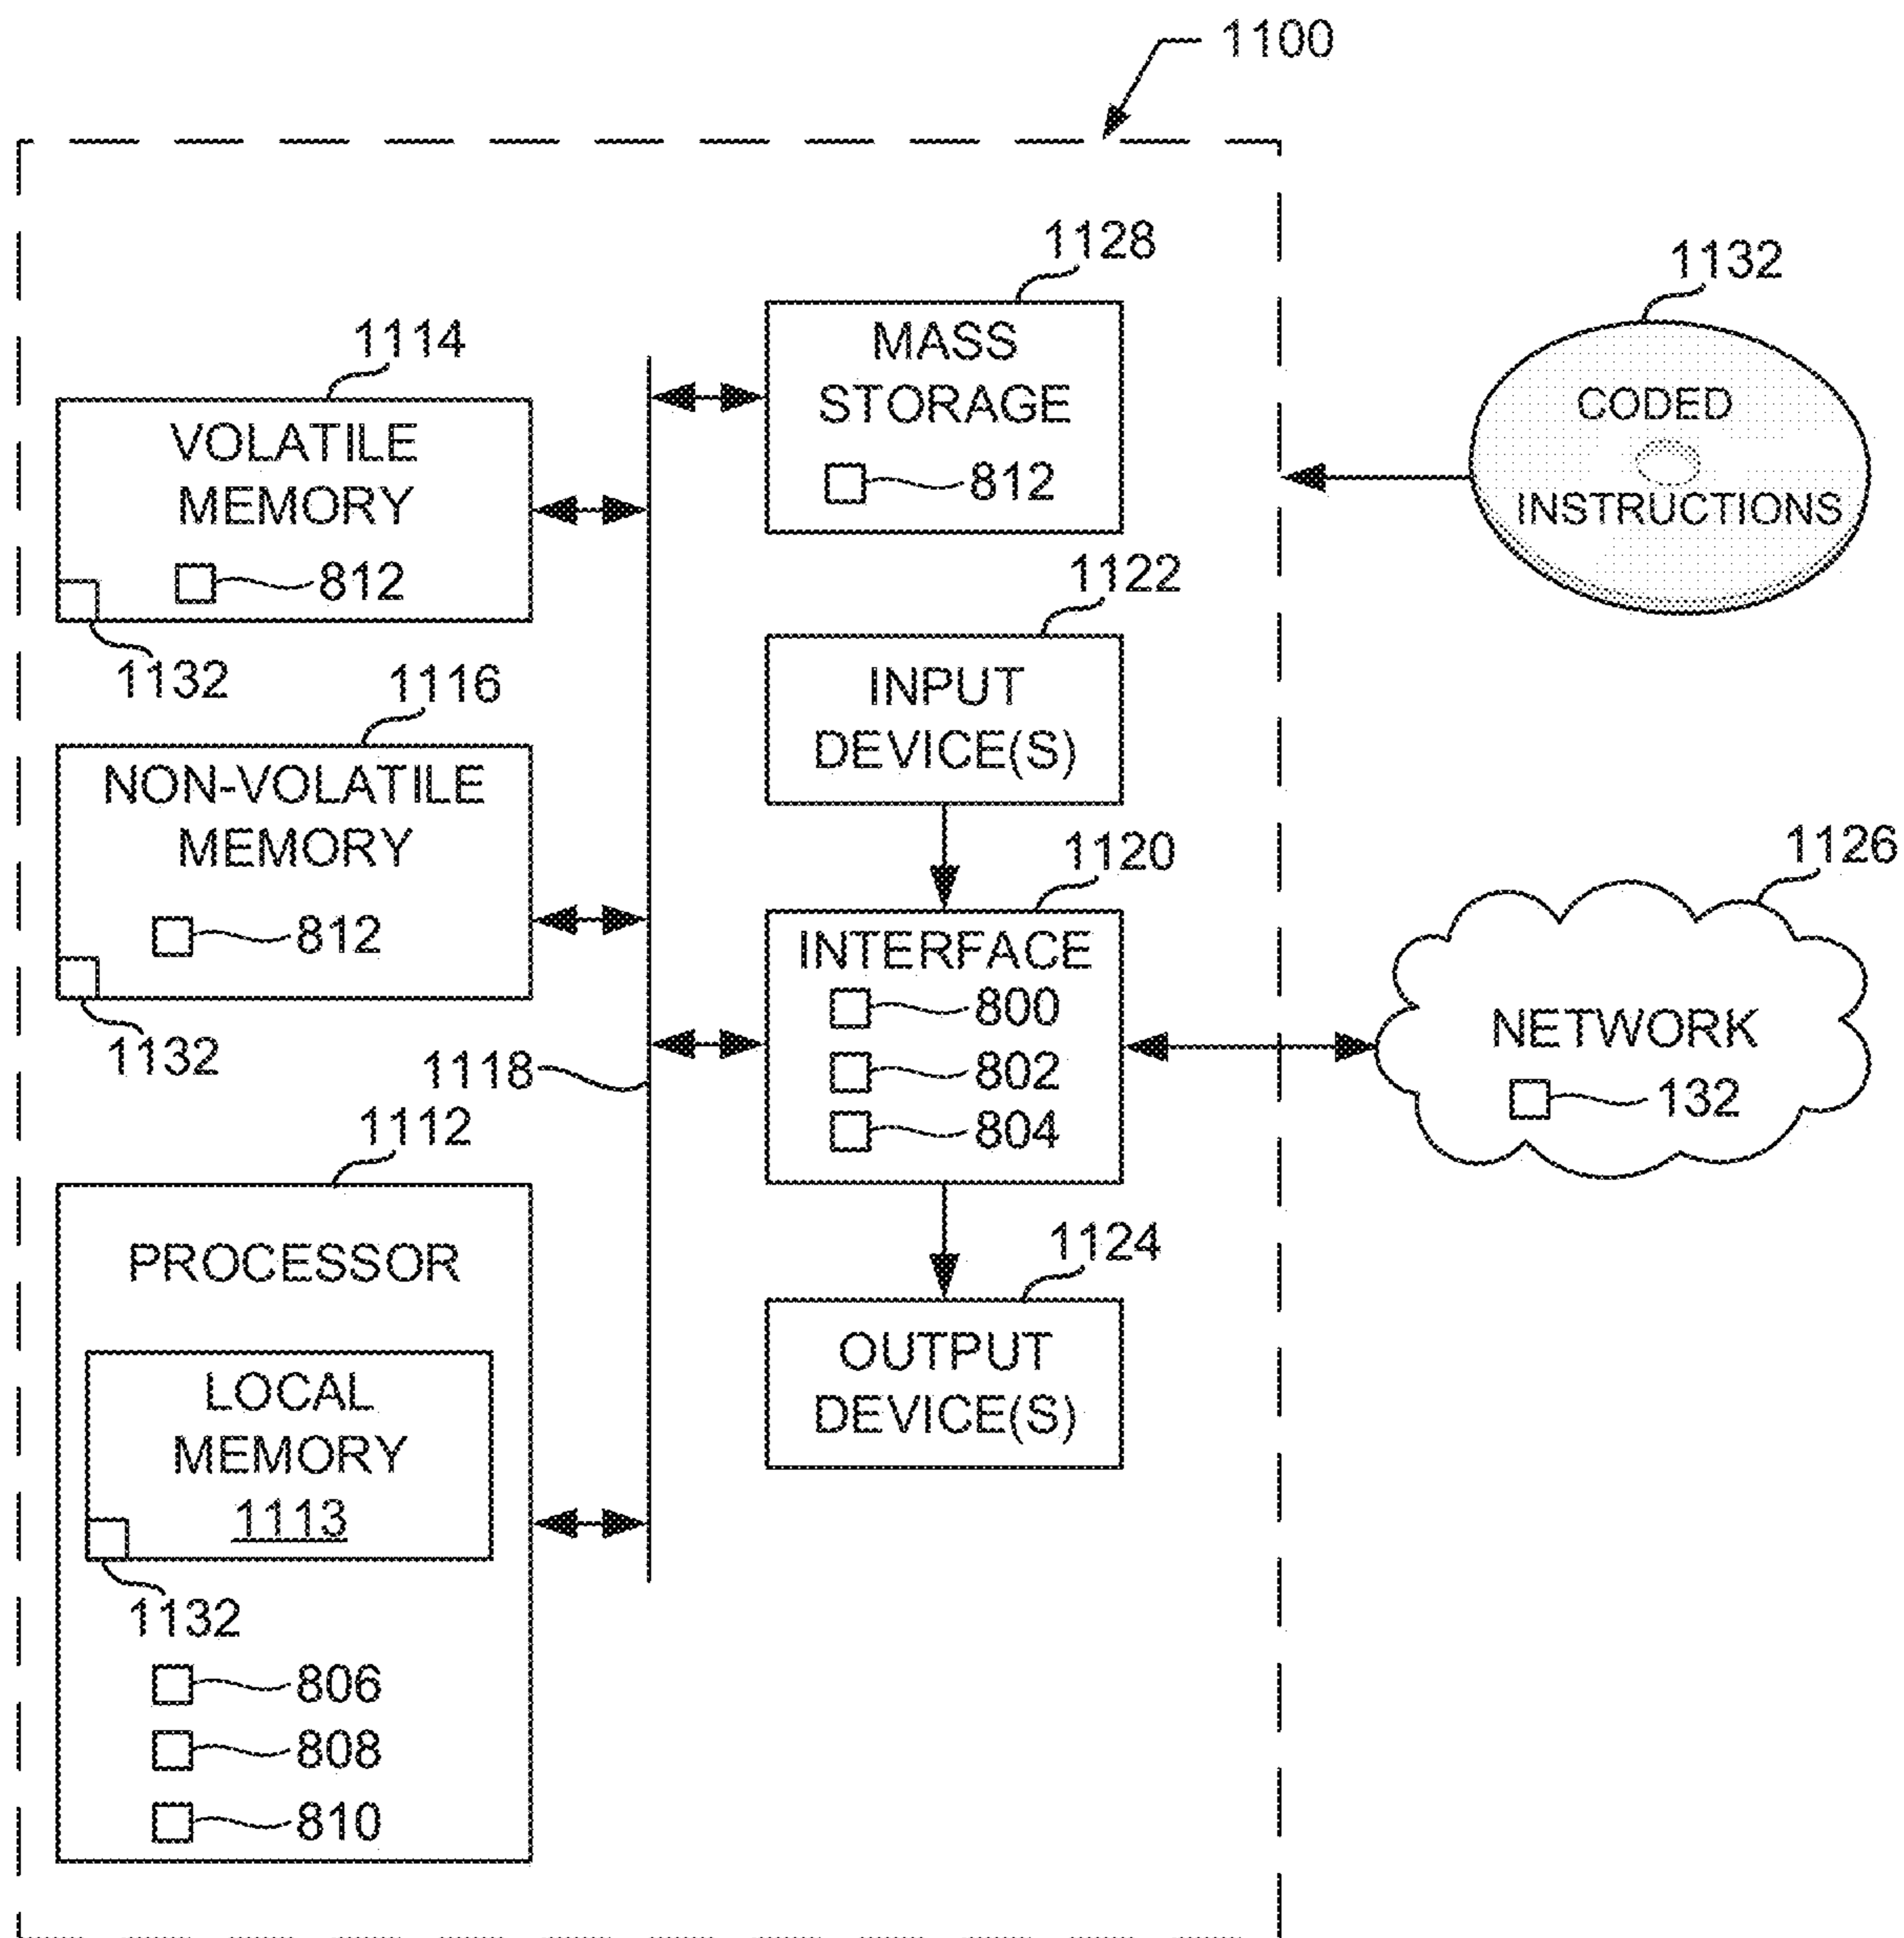 1100
1128
MASS
STORAGE
812
1132
CODED
INSTRUCTIONS
1114
VOLATILE
MEMORY
812
1132
1122
INPUT
DEVICE(S)
1116
NON-VOLATILE
MEMORY
812
1132
1120
INTERFACE
800
802
804
1118
1126
NETWORK
132
1112
PROCESSOR
LOCAL
MEMORY
1113
1132
806
808
810
1124
OUTPUT
DEVICE(S)